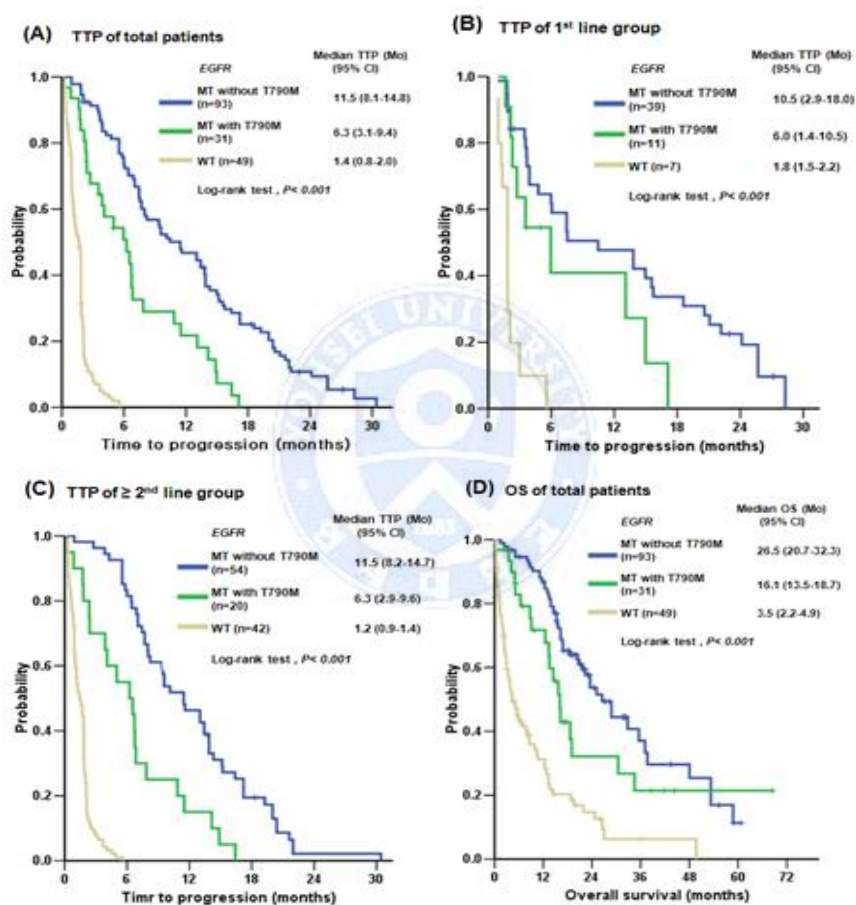 (A) TTP of total patients
EGFR
Median TTP (Mo)
(95% CI)
MT without T790M
(n=93)
11.5 (8.1-14.8)
MT with T790M
(n=31)
6.3 (3.1-9.4)
WT (n=49)
1.4 (0.8-2.0)
Log-rank test , P< 0.001
Probability
1.0
0.8
0.6
0.4
0.2
0.0
0 6 12 18 24 30
Time to progression (months)
(B) TTP of 1st line group
EGFR
Median TTP (Mo)
(95% CI)
MT without T790M
(n=39)
10.5 (2.9-18.0)
MT with T790M
(n=11)
6.0 (1.4-10.5)
WT (n=7)
1.8 (1.5-2.2)
Log-rank test , P< 0.001
Probability
1.0
0.8
0.6
0.4
0.2
0.0
0 6 12 18 24 30
Time to progression (months)
(C) TTP of ≥ 2nd line group
EGFR
Median TTP (Mo)
(95% CI)
MT without T790M
(n=54)
11.5 (8.2-14.7)
MT with T790M
(n=20)
6.3 (2.9-9.6)
WT (n=42)
1.2 (0.9-1.4)
Log-rank test , P< 0.001
Probability
1.0
0.8
0.6
0.4
0.2
0.0
0 6 12 18 24 30
Timr to progression (months)
(D) OS of total patients
EGFR
Median OS (Mo)
(95% CI)
MT without T790M
(n=93)
26.5 (20.7-32.3)
MT with T790M
(n=31)
16.1 (13.5-18.7)
WT (n=49)
3.5 (2.2-4.9)
Log-rank test , P< 0.001
Probability
1.0
0.8
0.6
0.4
0.2
0.0
0 12 24 36 48 60 72
Overall survival (months)
YONSEI UNIVERSITY
1885